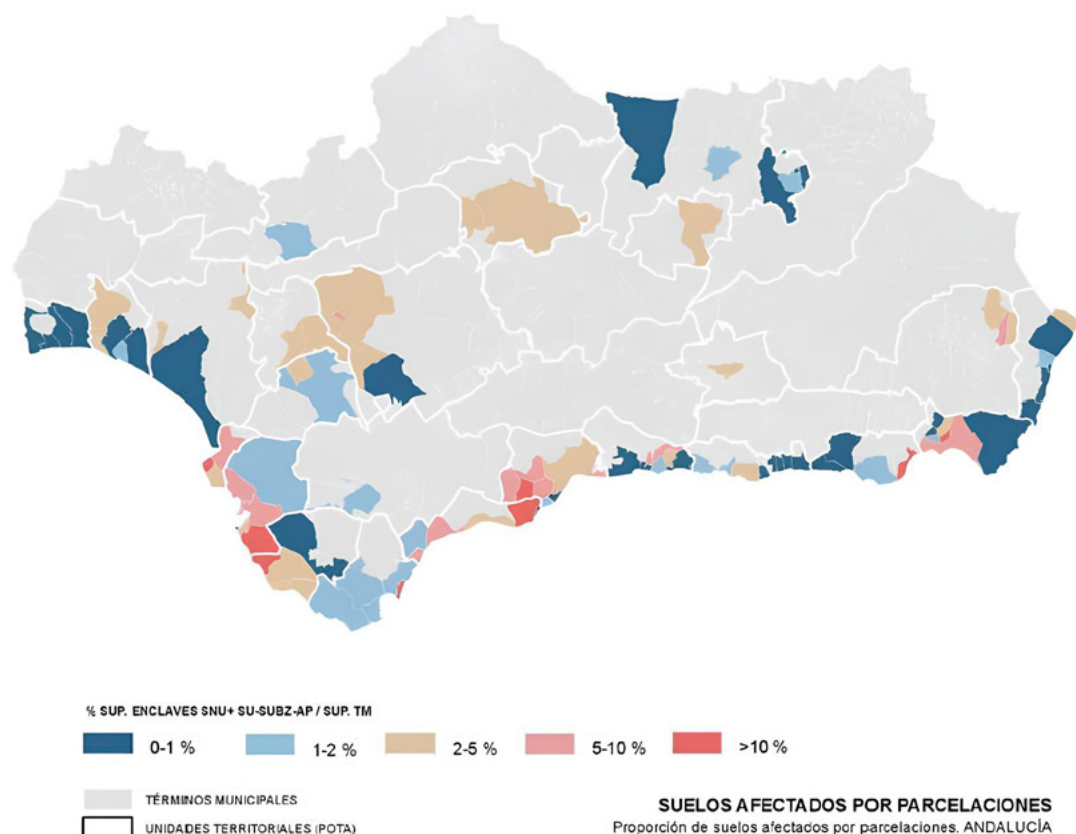 % SUP. ENCLAVES SNU+ SU-SUBZ-AP / SUP. TM
0-1 %
1-2 %
2-5 %
5-10 %
>10 %
TÉRMINOS MUNICIPALES
UNIDADES TERRITORIALES (POTA)
SUELOS AFECTADOS POR PARCELACIONES
Proporción de suelos afectados por parcelaciones. ANDALUCÍA